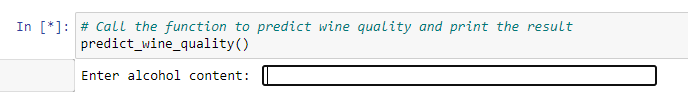 In [*]: # Call the function to predict wine quality and print the result
predict_wine_quality()
Enter alcohol content: